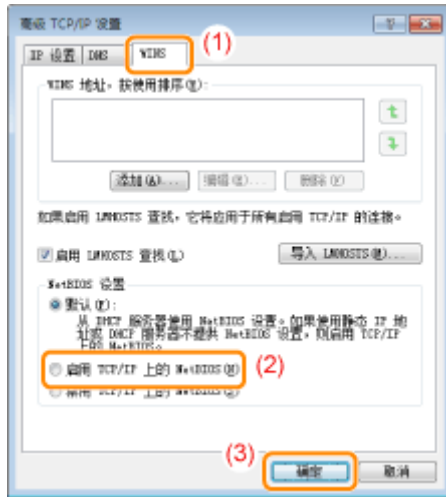 高级 TCP/IP 设置
(1)
IP 设置 DNS WINS
WINS 地址，按使用排序(W):
添加(A)... 编辑(E)... 删除(V)
如果启用 LMHOSTS 查找，它将应用于所有启用 TCP/IP 的连接。
启用 LMHOSTS 查找(L) 导入 LMHOSTS(M)...
NetBIOS 设置
默认(F):
从 DHCP 服务器使用 NetBIOS 设置。如果使用静态 IP 地
址或 DHCP 服务器不提供 NetBIOS 设置，则启用 TCP/IP
上的 NetBIOS。
启用 TCP/IP 上的 NetBIOS(N) (2)
禁用 TCP/IP 上的 NetBIOS(S)
(3)
确定 取消